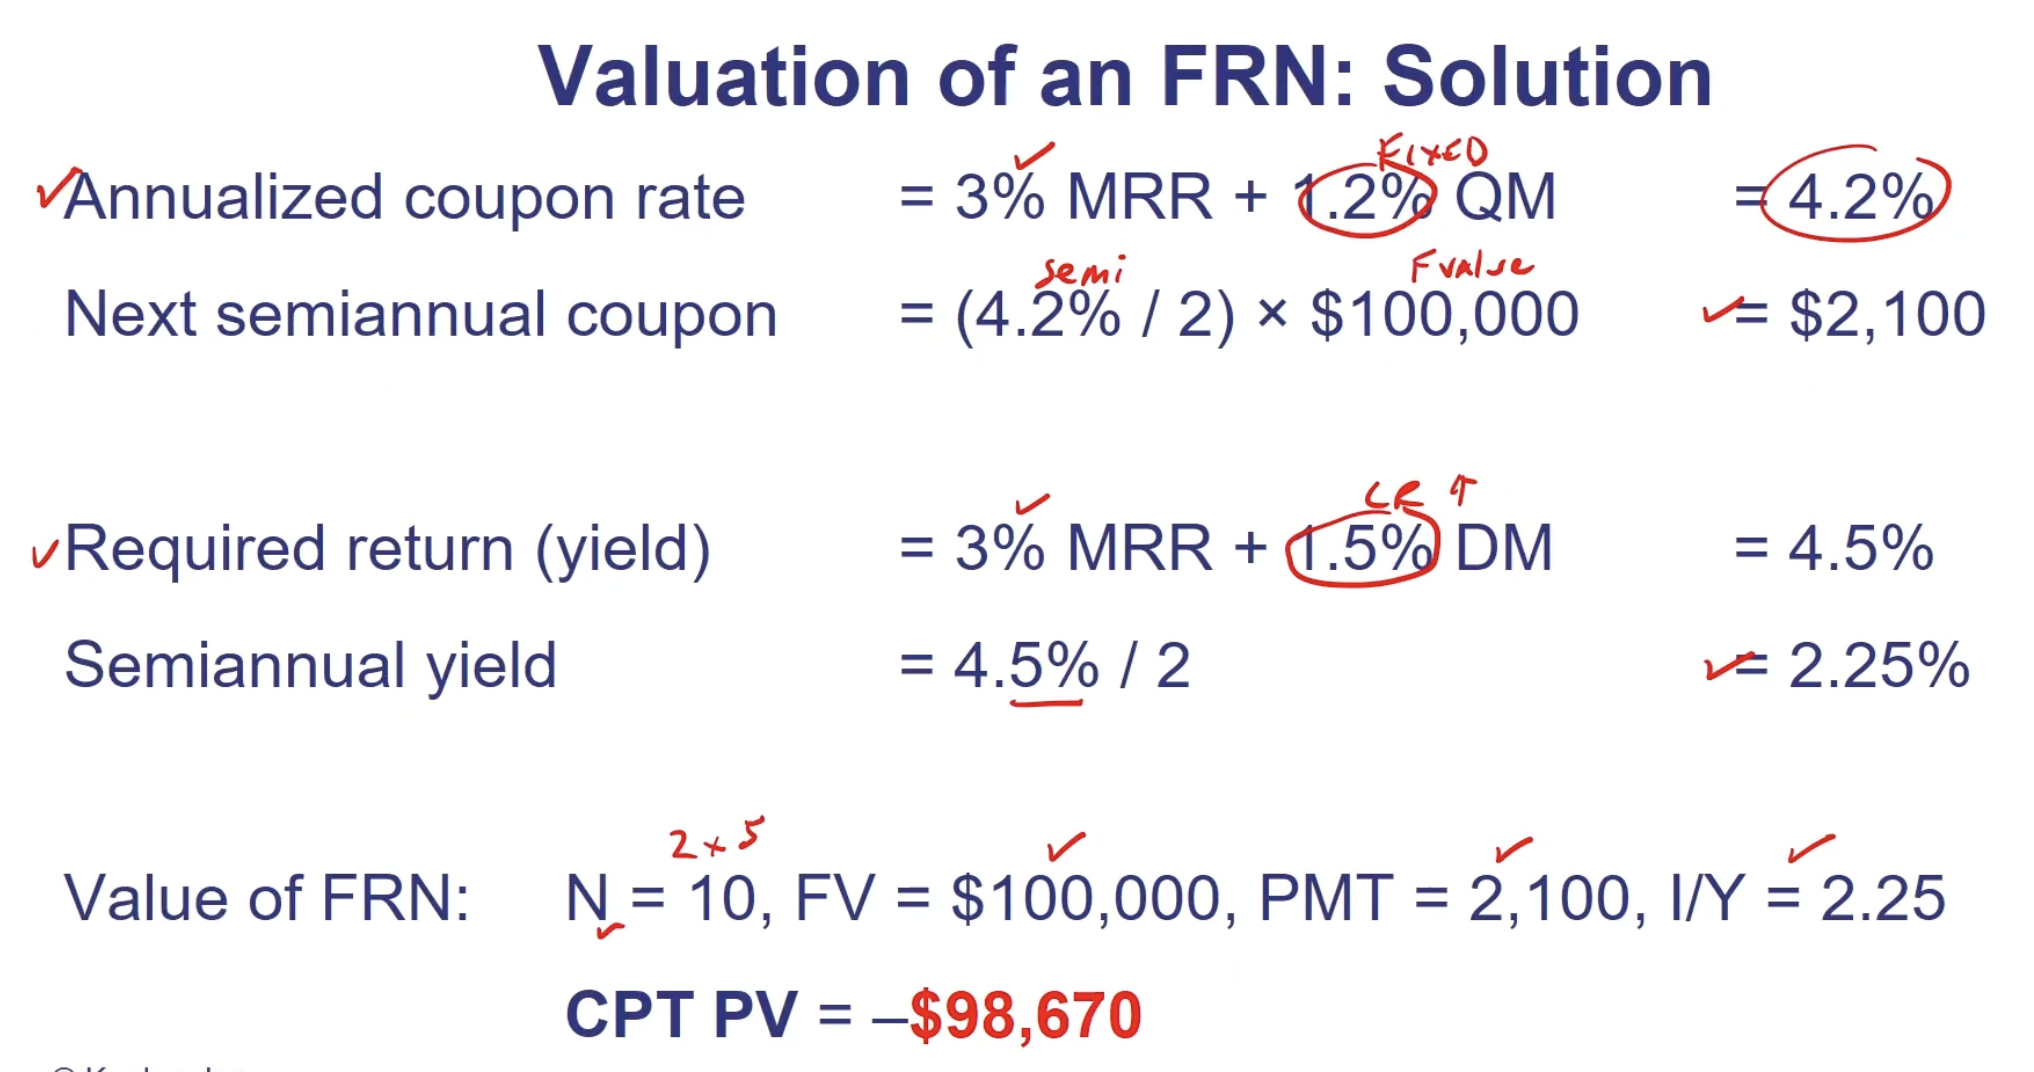 Valuation of an FRN: Solution
FIXED
Annualized coupon rate = 3% MRR + 1.2% QM = 4.2%
semi Fvalue
Next semiannual coupon = (4.2% / 2) × $100,000 = $2,100
CR ↑
Required return (yield) = 3% MRR + 1.5% DM = 4.5%
Semiannual yield = 4.5% / 2 = 2.25%
2 × 5
Value of FRN: N = 10, FV = $100,000, PMT = 2,100, I/Y = 2.25
CPT PV = –$98,670